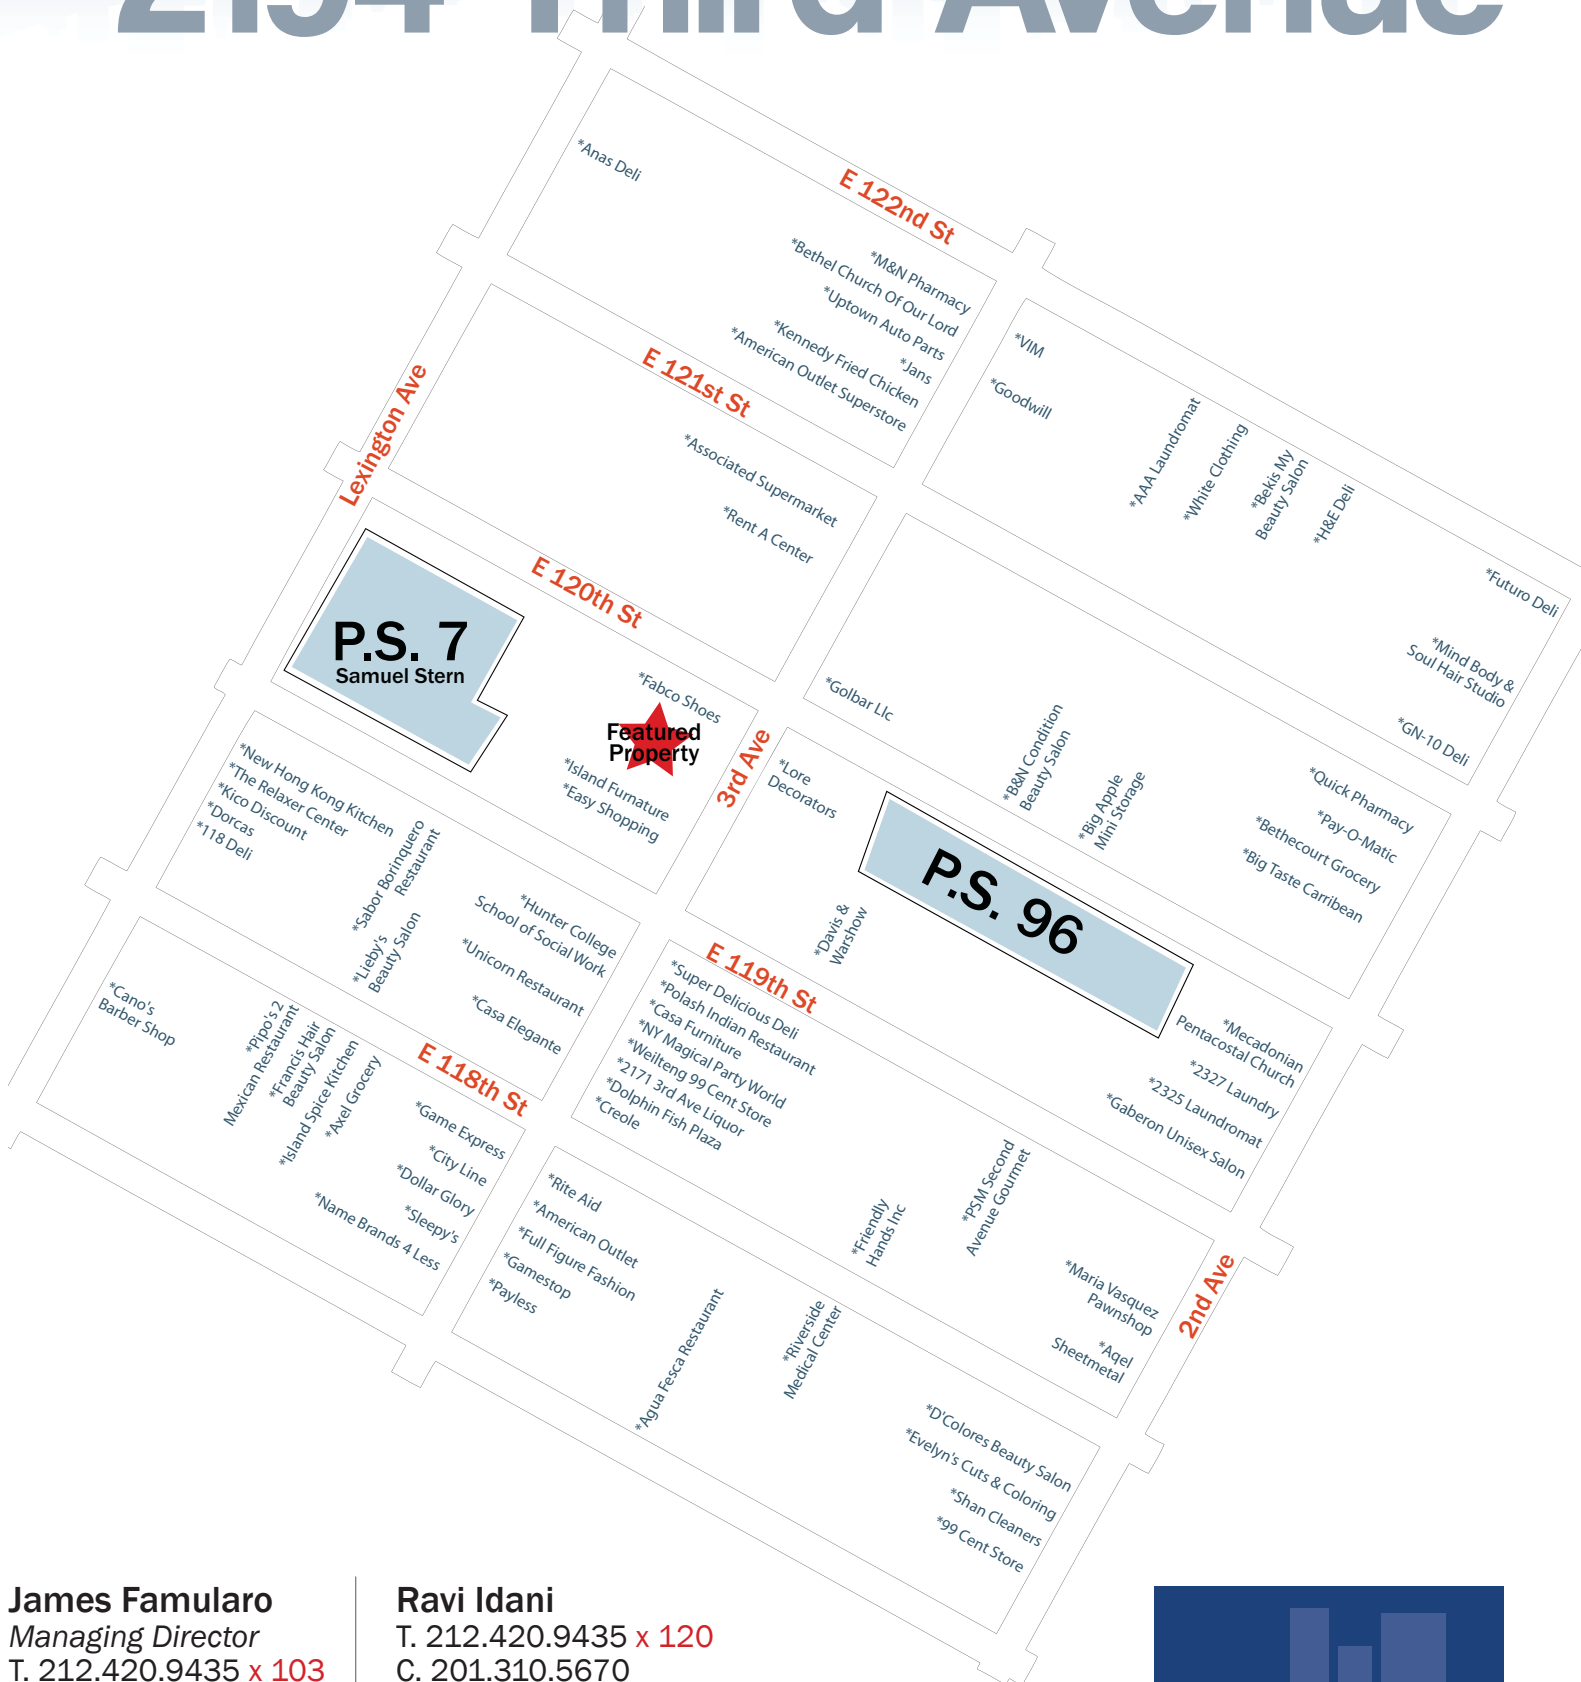 2194 Third Avenue
*Anas Deli
E 122nd St
*M&N Pharmacy
*Bethel Church Of Our Lord
*Uptown Auto Parts
*Jans
*Kennedy Fried Chicken
*American Outlet Superstore
E 121st St
Lexington Ave
*VIM
*Goodwill
*AAA Laundromat
*White Clothing
*Bekis My
Beauty Salon
*H&E Deli
*Futuro Deli
*Mind Body &
Soul Hair Studio
*GN-10 Deli
*Associated Supermarket
*Rent A Center
E 120th St
P.S. 7
Samuel Stern
*Fabco Shoes
Featured
Property
*Island Furnature
*Easy Shopping
3rd Ave
*Golbar Llc
*B&N Condition
Beauty Salon
*Big Apple
Mini Storage
*Quick Pharmacy
*Pay-O-Matic
*Bethecourt Grocery
*Big Taste Carribean
*Lore
Decorators
P.S. 96
*Davis &
Warshow
*Mecadonian
Pentacostal Church
*2327 Laundry
*2325 Laundromat
*Gaberon Unisex Salon
*New Hong Kong Kitchen
*The Relaxer Center
*Kico Discount
*Dorcas
*118 Deli
*Sabor Borinquero
Restaurant
*Lieby's
Beauty Salon
*Hunter College
School of Social Work
*Unicorn Restaurant
*Casa Elegante
E 119th St
*Super Delicious Deli
*Polash Indian Restaurant
*Casa Furniture
*NY Magical Party World
*Weilteng 99 Cent Store
*2171 3rd Ave Liquor
*Dolphin Fish Plaza
*Creole
*Friendly
Hands Inc
*PSM Second
Avenue Gourmet
*Maria Vasquez
Pawnshop
*Aqel
Sheetmetal
2nd Ave
*Cano's
Barber Shop
*Pipo's 2
Mexican Restaurant
*Francis Hair
Beauty Salon
*Island Spice Kitchen
*Axel Grocery
E 118th St
*Game Express
*City Line
*Dollar Glory
*Sleepy's
*Name Brands 4 Less
*Rite Aid
*American Outlet
*Full Figure Fashion
*Gamestop
*Payless
*Agua Fesca Restaurant
*Riverside
Medical Center
*D'Colores Beauty Salon
*Evelyn's Cuts & Coloring
*Shan Cleaners
*99 Cent Store
James Famularo
Managing Director
T. 212.420.9435 x 103
Ravi Idani
T. 212.420.9435 x 120
C. 201.310.5670